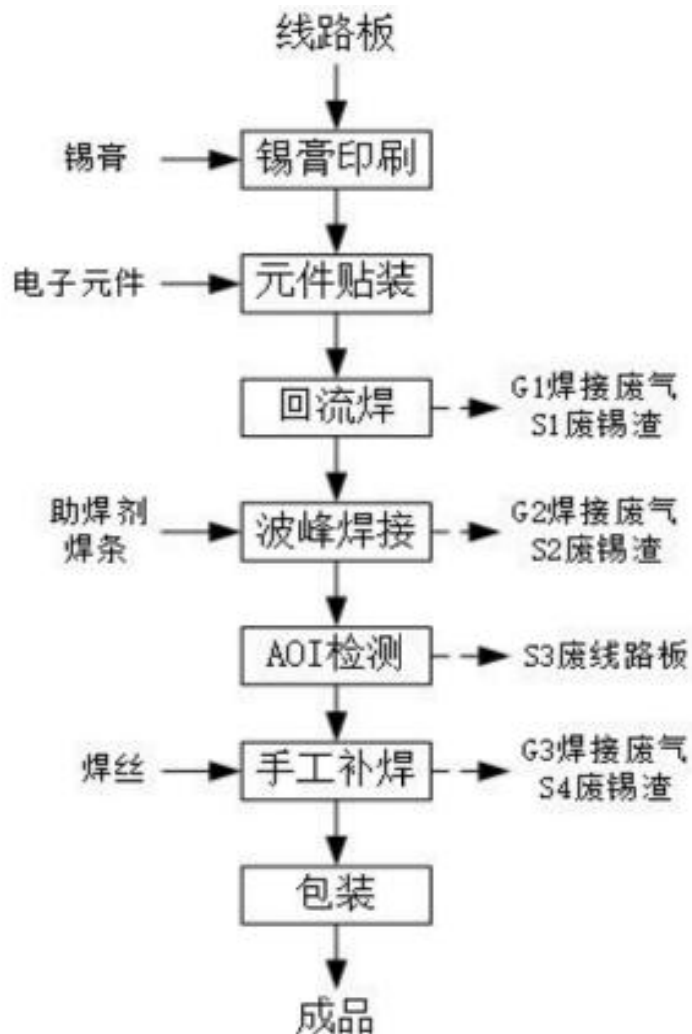 线路板
锡膏
锡膏印刷
电子元件
元件贴装
回流焊
G1焊接废气
S1废锡渣
助焊剂
焊条
波峰焊接
G2焊接废气
S2废锡渣
AOI检测
S3废线路板
焊丝
手工补焊
G3焊接废气
S4废锡渣
包装
成品